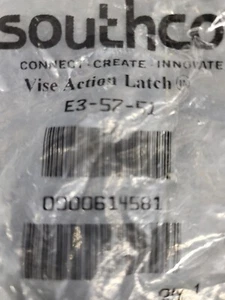 southco
CONNECT · CREATE · INNOVATE
Vise Action Latch ®
E3-57-51
0000614581